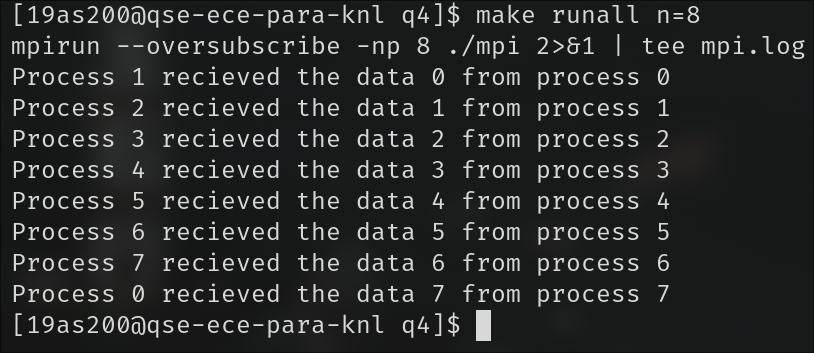 [19as200@qse-ece-para-knl q4]$ make runall n=8
mpirun --oversubscribe -np 8 ./mpi 2>&1 | tee mpi.log
Process 1 recieved the data 0 from process 0
Process 2 recieved the data 1 from process 1
Process 3 recieved the data 2 from process 2
Process 4 recieved the data 3 from process 3
Process 5 recieved the data 4 from process 4
Process 6 recieved the data 5 from process 5
Process 7 recieved the data 6 from process 6
Process 0 recieved the data 7 from process 7
[19as200@qse-ece-para-knl q4]$